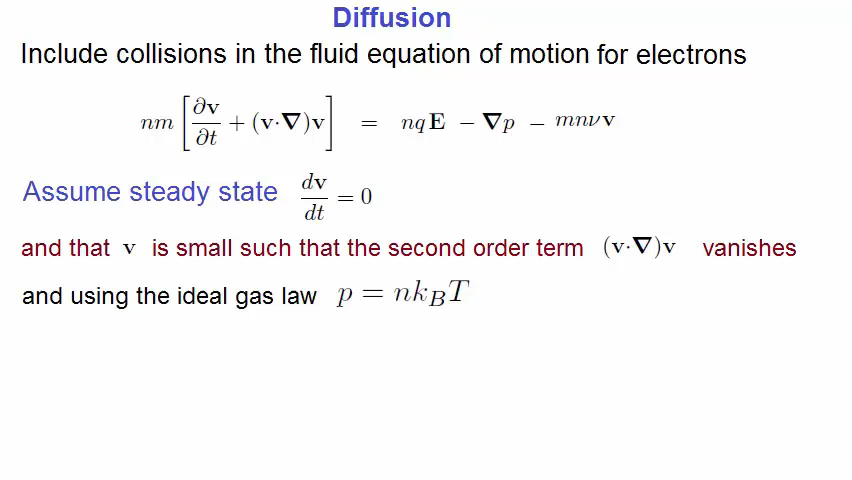 Diffusion
Include collisions in the fluid equation of motion for electrons
nm [∂v/∂t + (v·∇)v] = nqE − ∇p − mnνv
Assume steady state dv/dt = 0
and that v is small such that the second order term (v·∇)v vanishes
and using the ideal gas law p = nk_BT